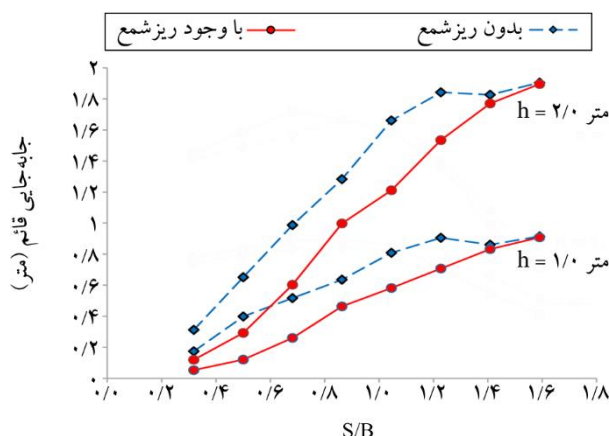 بدون ریزشمع
با وجود ریزشمع
جابه‌جایی قائم (متر)
۲
۱/۸
۱/۶
۱/۴
۱/۲
۱
۰/۸
۰/۶
۰/۴
۰/۲
۰
h = ۲/۰ متر
h = ۱/۰ متر
۰/۰ ۰/۲ ۰/۴ ۰/۶ ۰/۸ ۱/۰ ۱/۲ ۱/۴ ۱/۶ ۱/۸
S/B